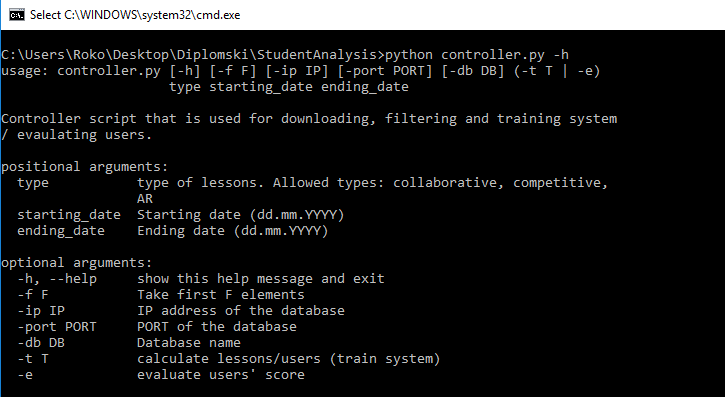 Select C:\WINDOWS\system32\cmd.exe
C:\Users\Roko\Desktop\Diplomski\StudentAnalysis>python controller.py -h
usage: controller.py [-h] [-f F] [-ip IP] [-port PORT] [-db DB] (-t T | -e)
type starting_date ending_date
Controller script that is used for downloading, filtering and training system
/ evaulating users.
positional arguments:
type type of lessons. Allowed types: collaborative, competitive,
AR
starting_date Starting date (dd.mm.YYYY)
ending_date Ending date (dd.mm.YYYY)
optional arguments:
-h, --help show this help message and exit
-f F Take first F elements
-ip IP IP address of the database
-port PORT PORT of the database
-db DB Database name
-t T calculate lessons/users (train system)
-e evaluate users' score